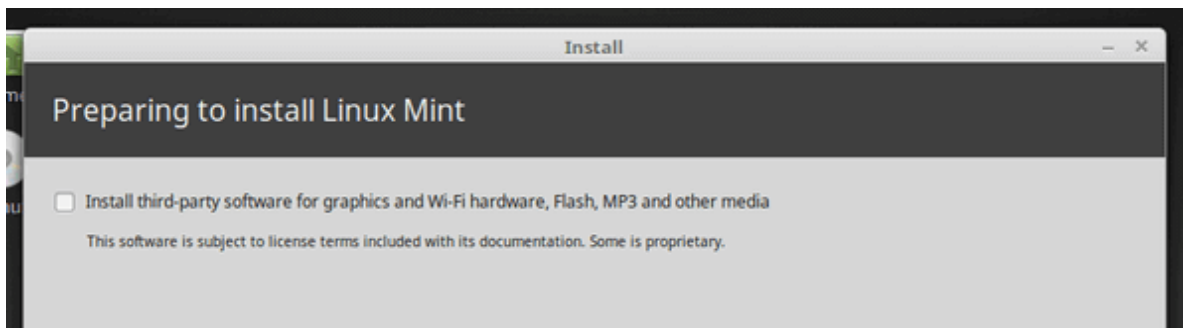 Install
Preparing to install Linux Mint
Install third-party software for graphics and Wi-Fi hardware, Flash, MP3 and other media
This software is subject to license terms included with its documentation. Some is proprietary.